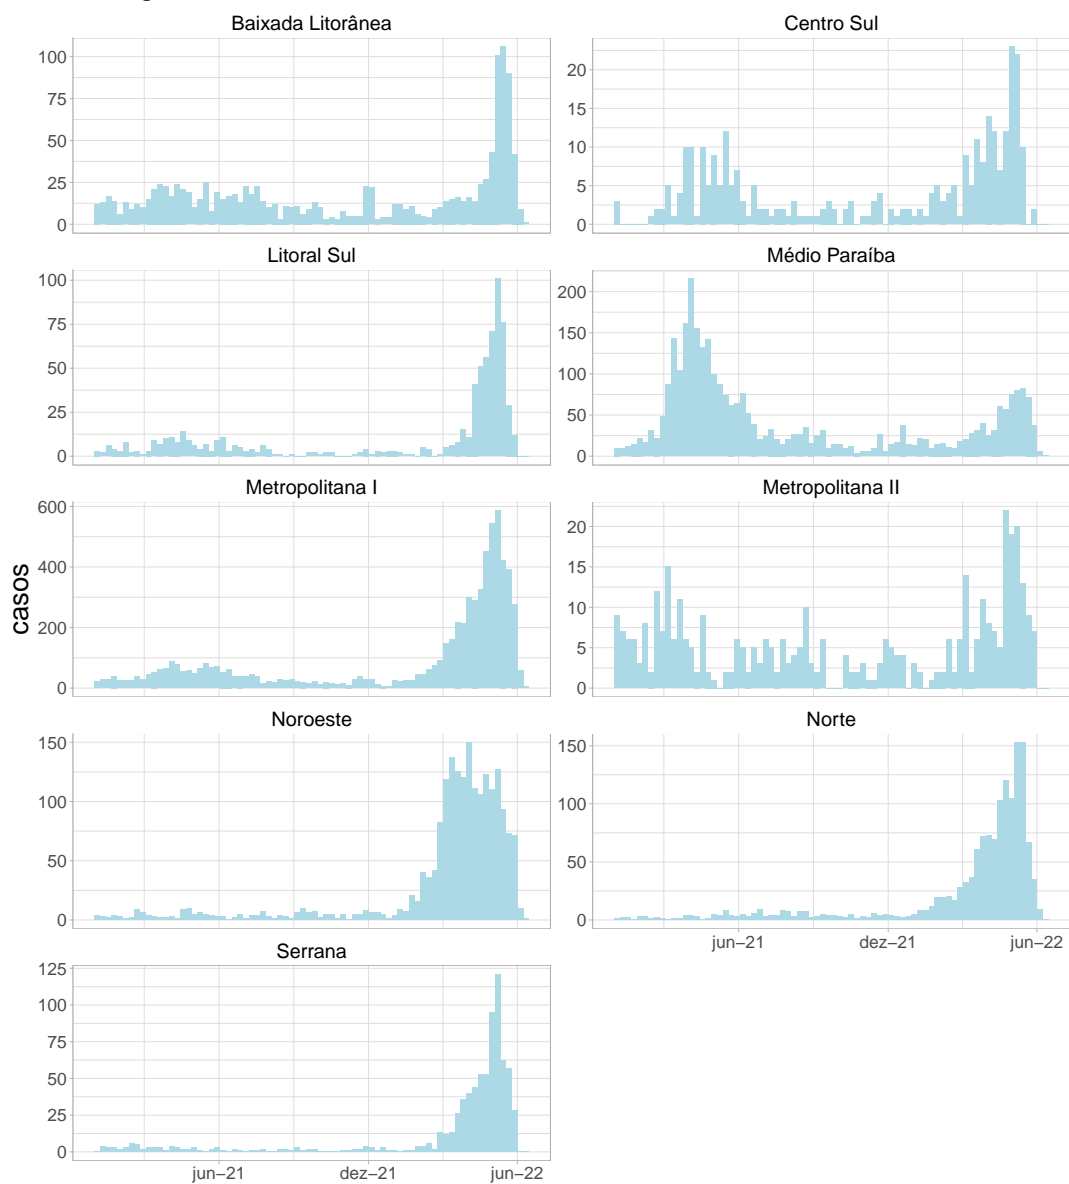 Baixada Litorânea
Centro Sul
100
75
50
25
0
20
15
10
5
0
Litoral Sul
Médio Paraíba
100
75
50
25
0
200
150
100
50
0
Metropolitana I
Metropolitana II
600
400
200
0
20
15
10
5
0
casos
Noroeste
Norte
150
100
50
0
150
100
50
0
jun–21
dez–21
jun–22
Serrana
125
100
75
50
25
0
jun–21
dez–21
jun–22